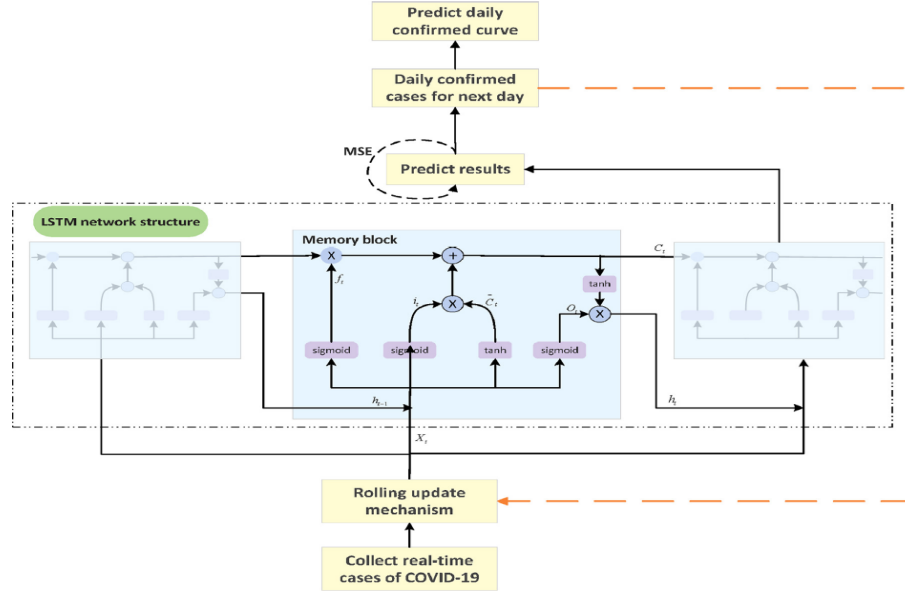 Predict daily
confirmed curve
Daily confirmed
cases for next day
MSE
Predict results
LSTM network structure
Memory block
X
+
C_t
f_t
tanh
i_t
X
C̃_t
O_t
X
sigmoid
sigmoid
tanh
sigmoid
h_{t-1}
h_t
X_t
Rolling update
mechanism
Collect real-time
cases of COVID-19